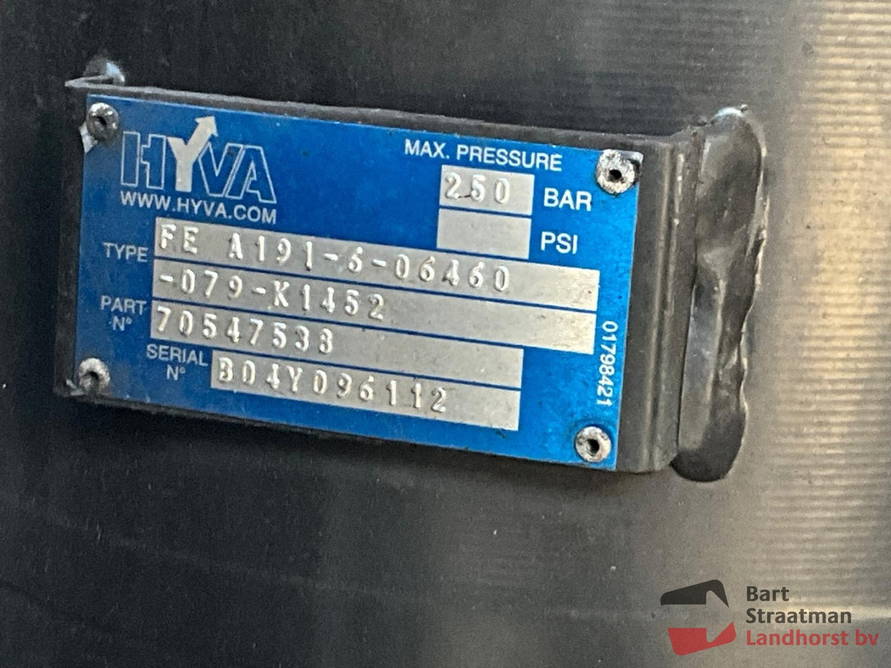 HYVA
WWW.HYVA.COM
MAX. PRESSURE
250 BAR
PSI
TYPE FE A191-6-06460
-079-K1452
PART N° 70547538
SERIAL N° B04Y096112
01798421
Bart
Straatman
Landhorst bv